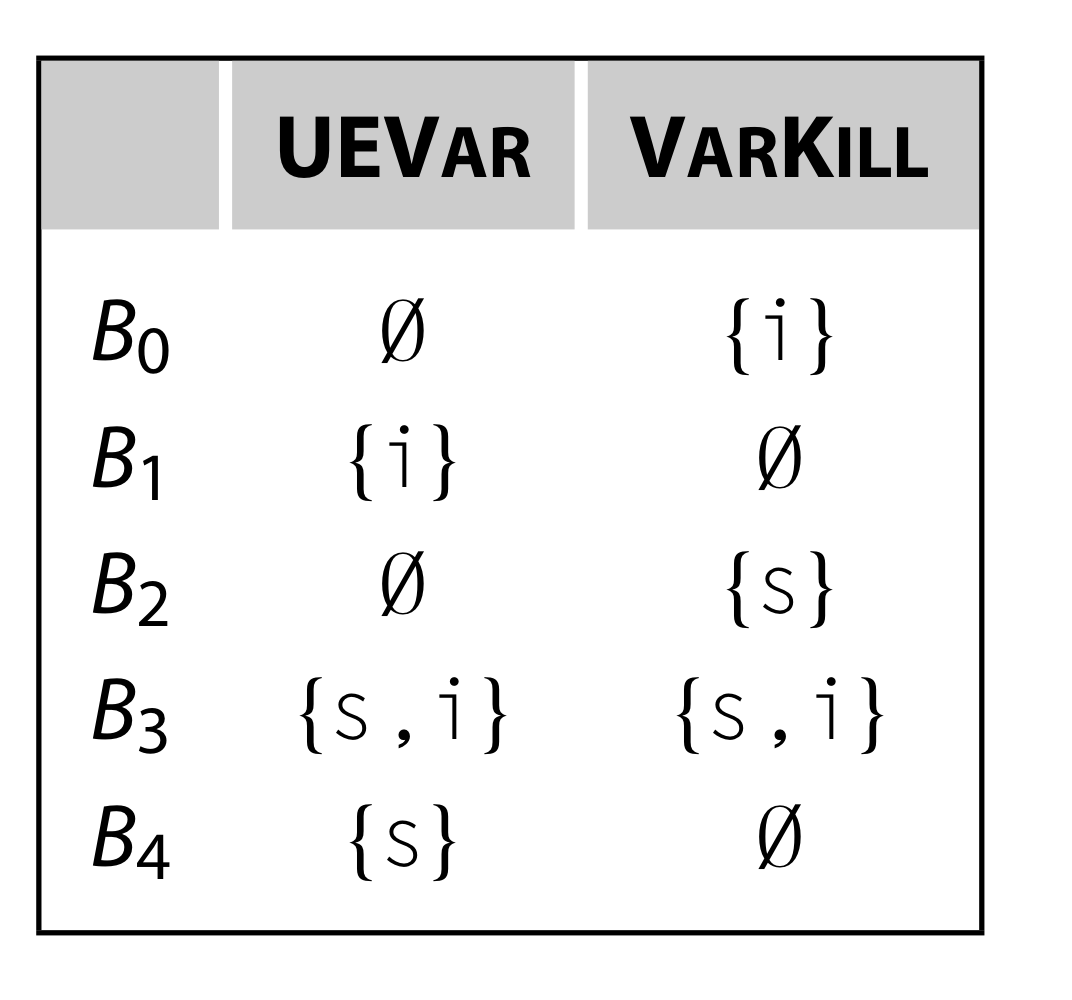 UEVAR VARKILL
B0 Ø {i}
B1 {i} Ø
B2 Ø {s}
B3 {s,i} {s,i}
B4 {s} Ø